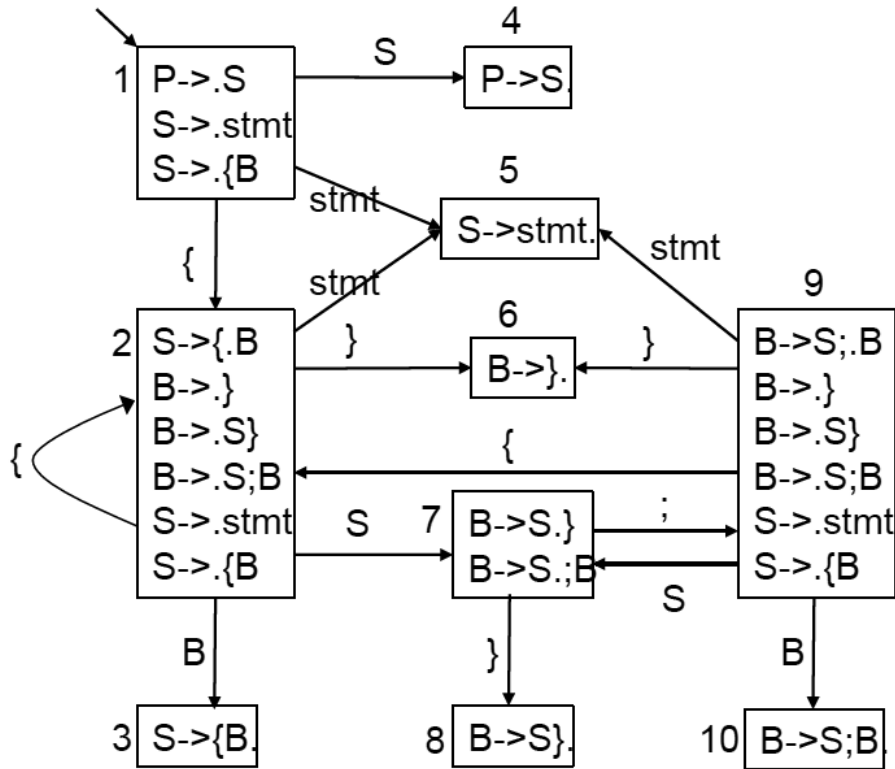 4
S
1
P->.S
S->.stmt
S->.{B
P->S.
5
stmt
S->stmt.
stmt
{
stmt
9
2
S->{.B
B->.}
B->.S}
B->.S;B
S->.stmt
S->.{B
{
}
6
B->}.
}
{
B->S;.B
B->.}
B->.S}
B->.S;B
S->.stmt
S->.{B
S
7
B->S.}
B->S.;B
;
S
B
}
B
3
S->{B.
8
B->S}.
10
B->S;B.